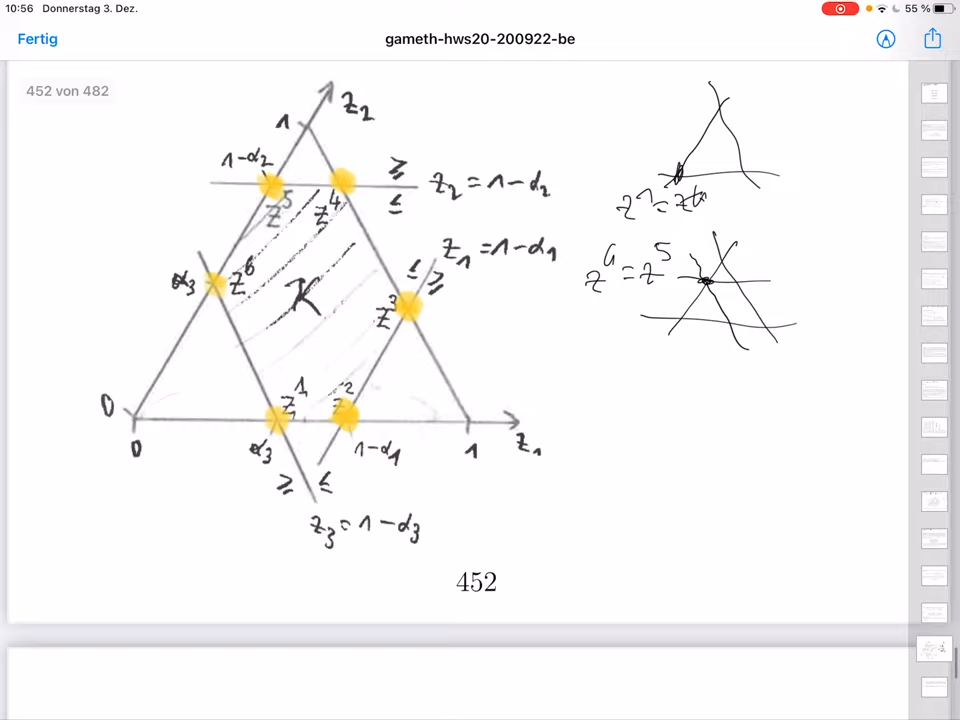 10:56 Donnerstag 3. Dez.
55 %
Fertig
gameth-hws20-200922-be
452 von 482
z₂
1
1-α₂
≥
z₂ = 1-α₂
≤
z⁵
z⁴
z₁ = 1-α₁
≤
≥
α₃
z⁶
K
z³
z¹
z²
0
0
α₃
1-α₁
1
z₁
≥
≤
z₃ = 1-α₃
z¹ =
z⁵
452